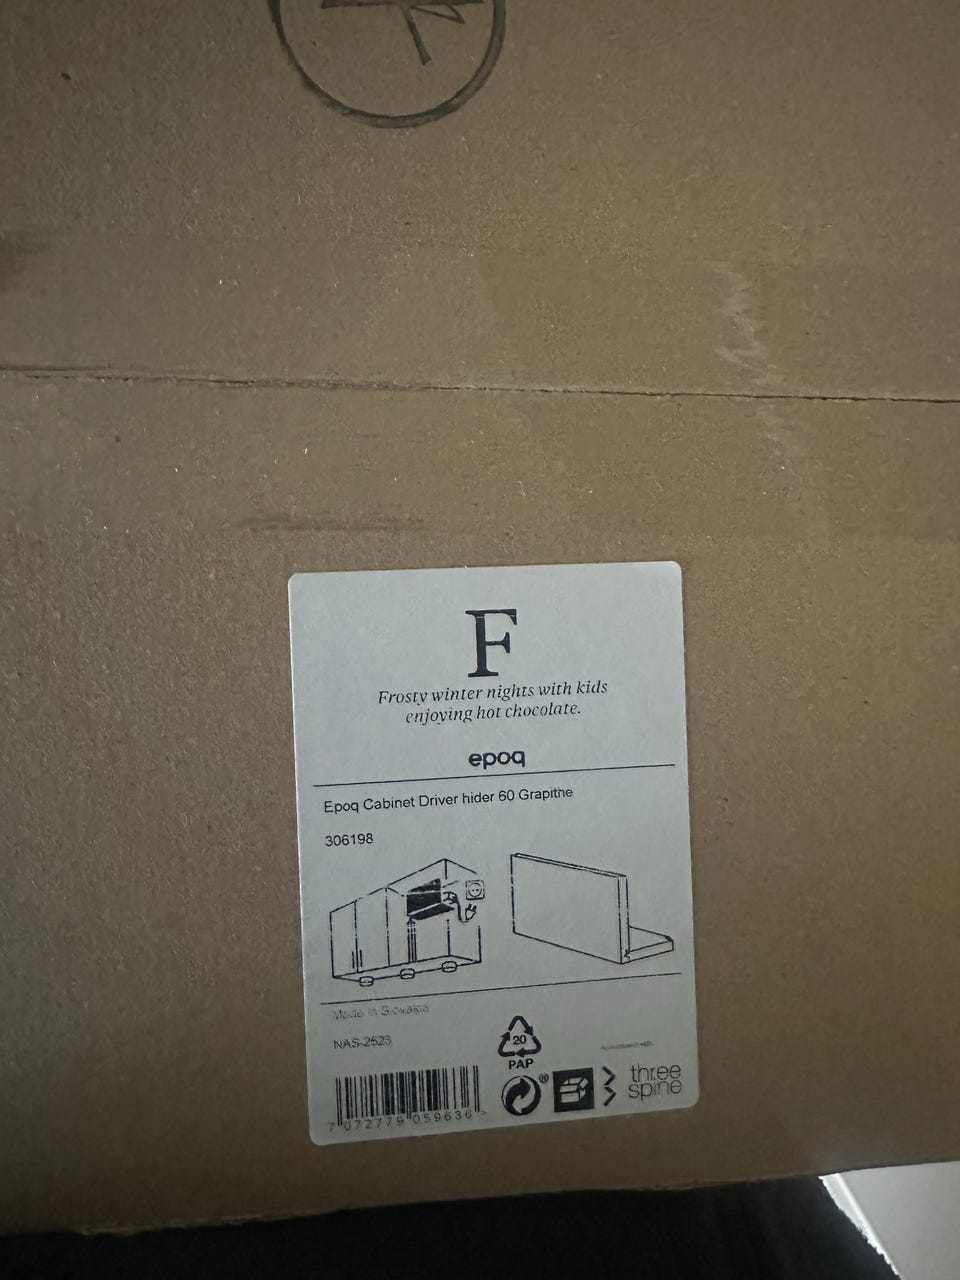 F
Frosty winter nights with kids
enjoying hot chocolate.
epoq
Epoq Cabinet Driver hider 60 Grapithe
306198
Made in Slovakia
NAS-2523
20
PAP
three
spine
7 072779 059636 >